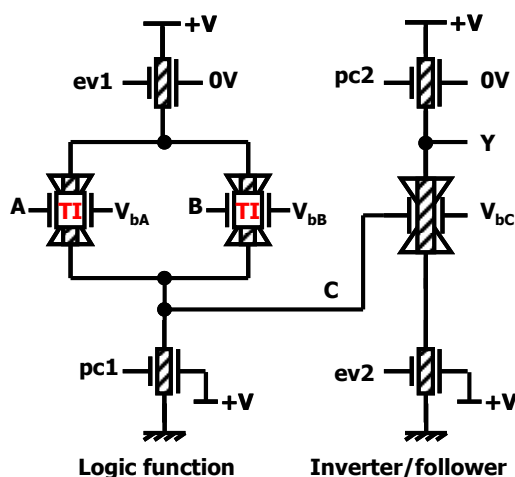 +V
+V
ev1
0V
pc2
0V
Y
A
TI
VbA
B
TI
VbB
VbC
C
pc1
+V
ev2
+V
Logic function
Inverter/follower